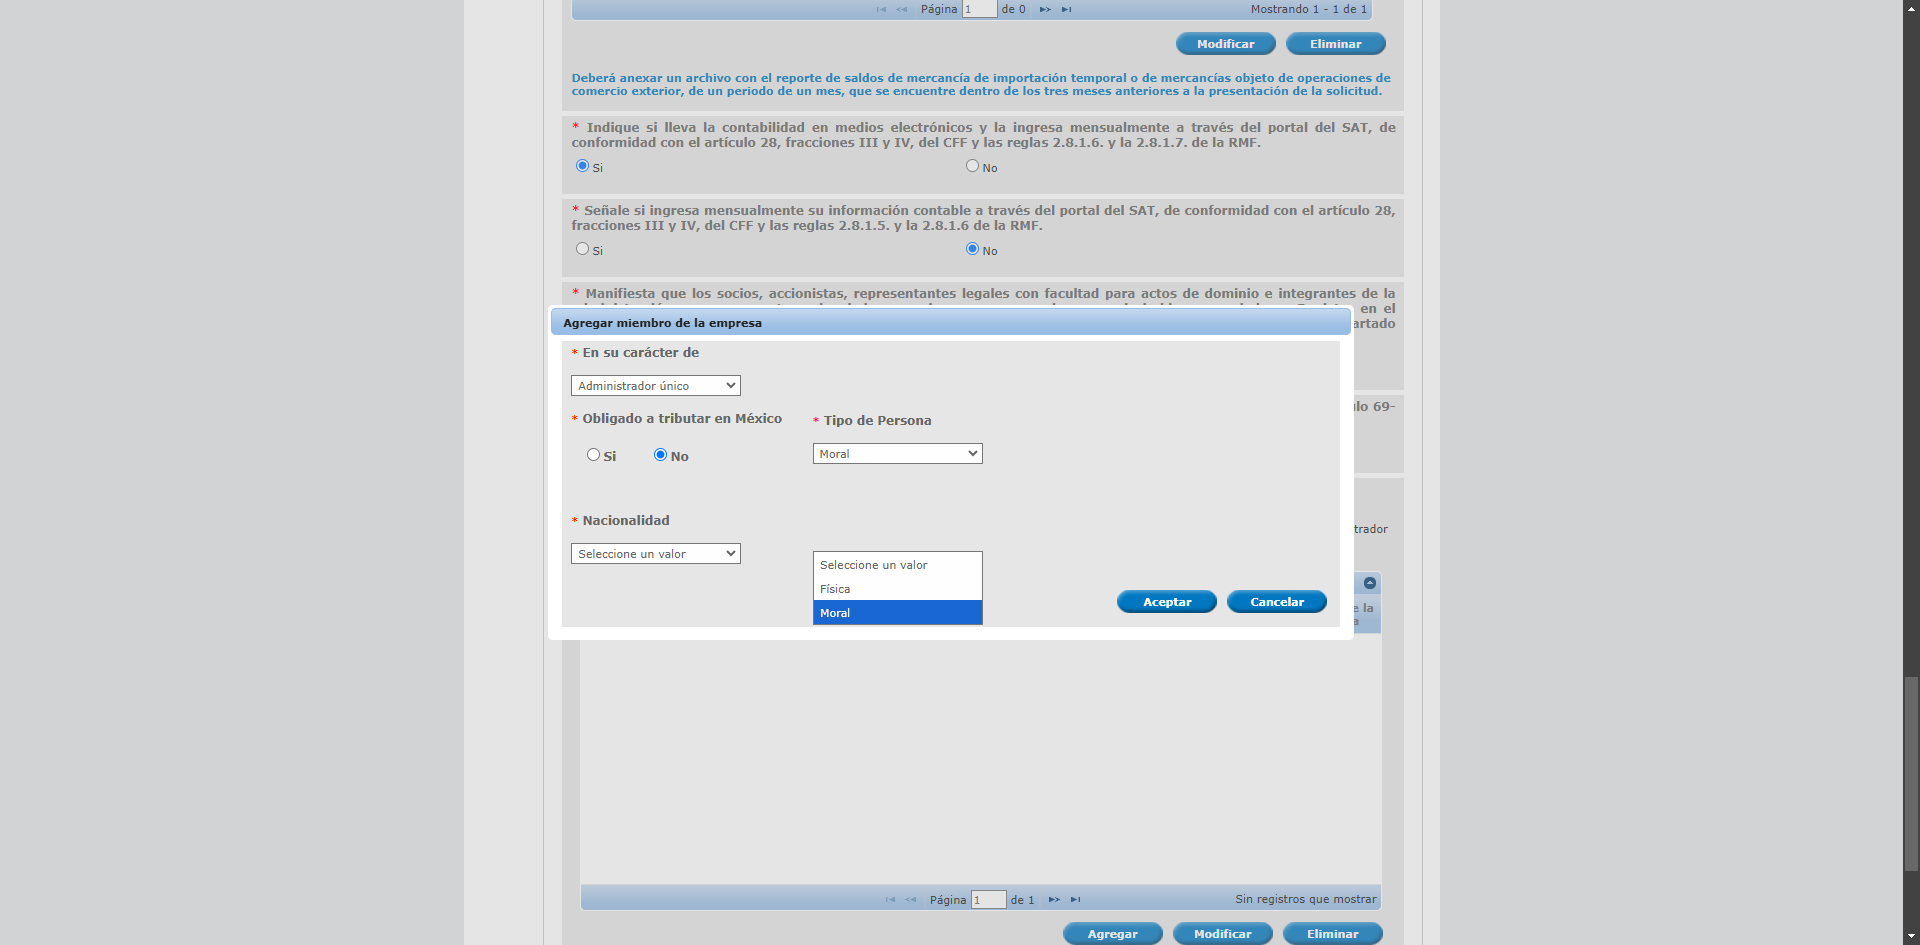 Página 1 de 0 Mostrando 1 - 1 de 1
Modificar Eliminar
Deberá anexar un archivo con el reporte de saldos de mercancía de importación temporal o de mercancías objeto de operaciones de
comercio exterior, de un periodo de un mes, que se encuentre dentro de los tres meses anteriores a la presentación de la solicitud.
* Indique si lleva la contabilidad en medios electrónicos y la ingresa mensualmente a través del portal del SAT, de
conformidad con el artículo 28, fracciones III y IV, del CFF y las reglas 2.8.1.6. y la 2.8.1.7. de la RMF.
Si No
* Señale si ingresa mensualmente su información contable a través del portal del SAT, de conformidad con el artículo 28,
fracciones III y IV, del CFF y las reglas 2.8.1.5. y la 2.8.1.6 de la RMF.
Si No
* Manifiesta que los socios, accionistas, representantes legales con facultad para actos de dominio e integrantes de la
en el
artado
Agregar miembro de la empresa
* En su carácter de
Administrador único
lo 69-
* Obligado a tributar en México * Tipo de Persona
Si No Moral
* Nacionalidad
trador
Seleccione un valor
Seleccione un valor
Física
Moral
Aceptar Cancelar
e la
a
Página 1 de 1 Sin registros que mostrar
Agregar Modificar Eliminar